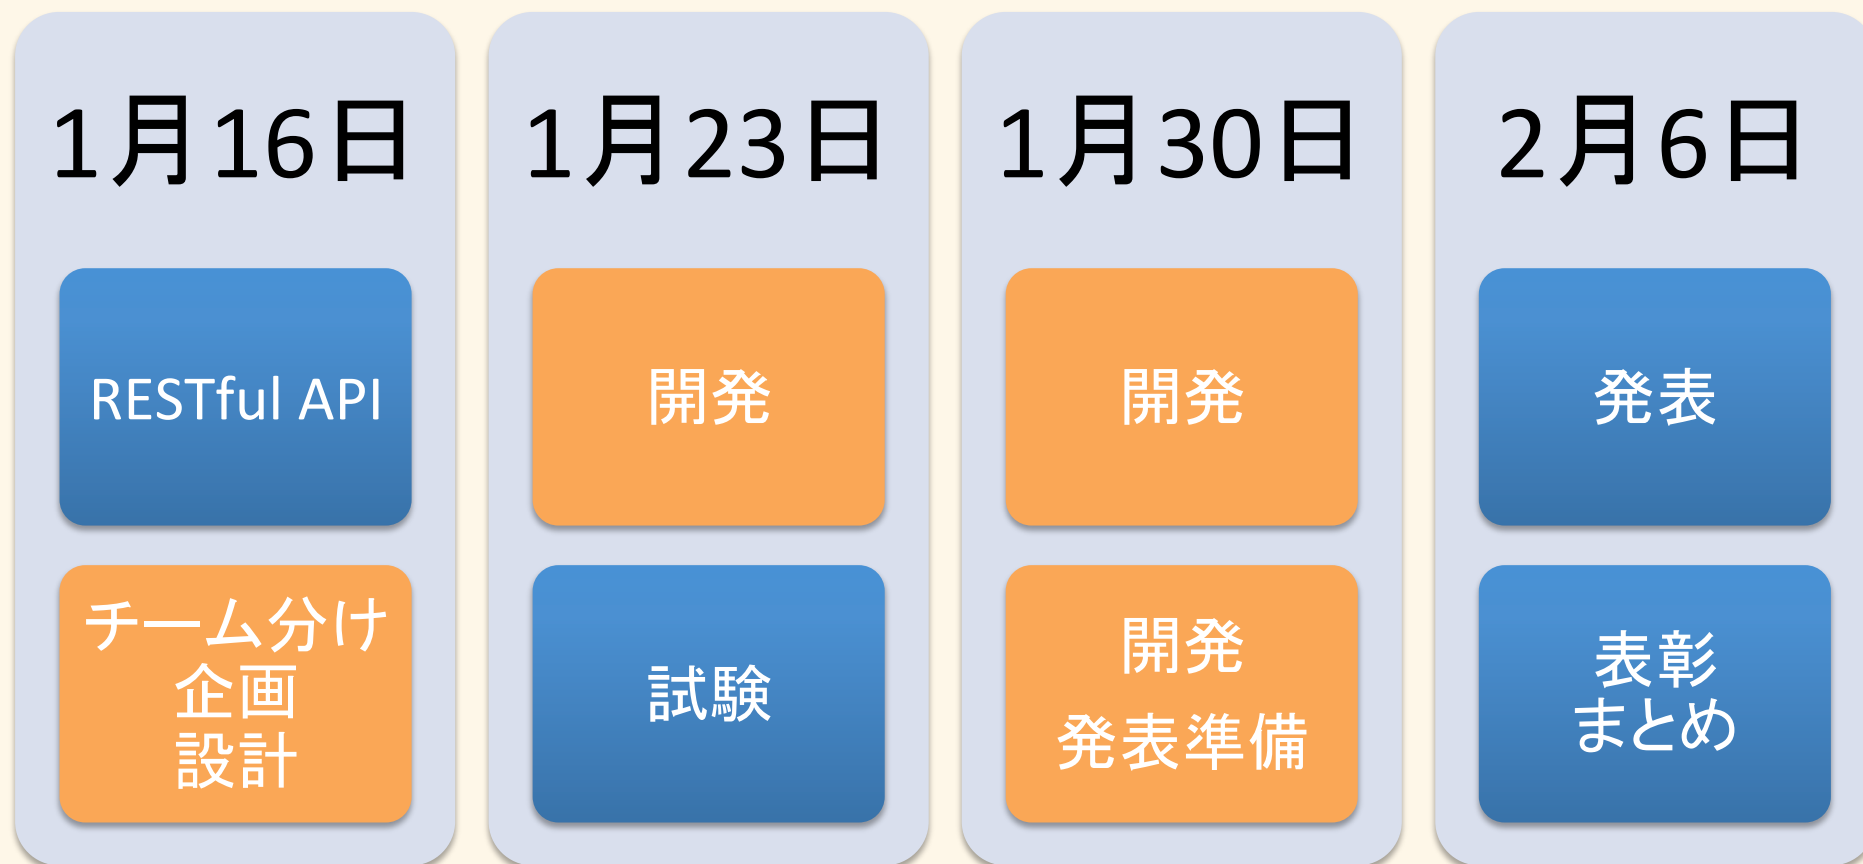 1月16日
RESTful API
チーム分け
企画
設計
1月23日
開発
試験
1月30日
開発
開発
発表準備
2月6日
発表
表彰
まとめ